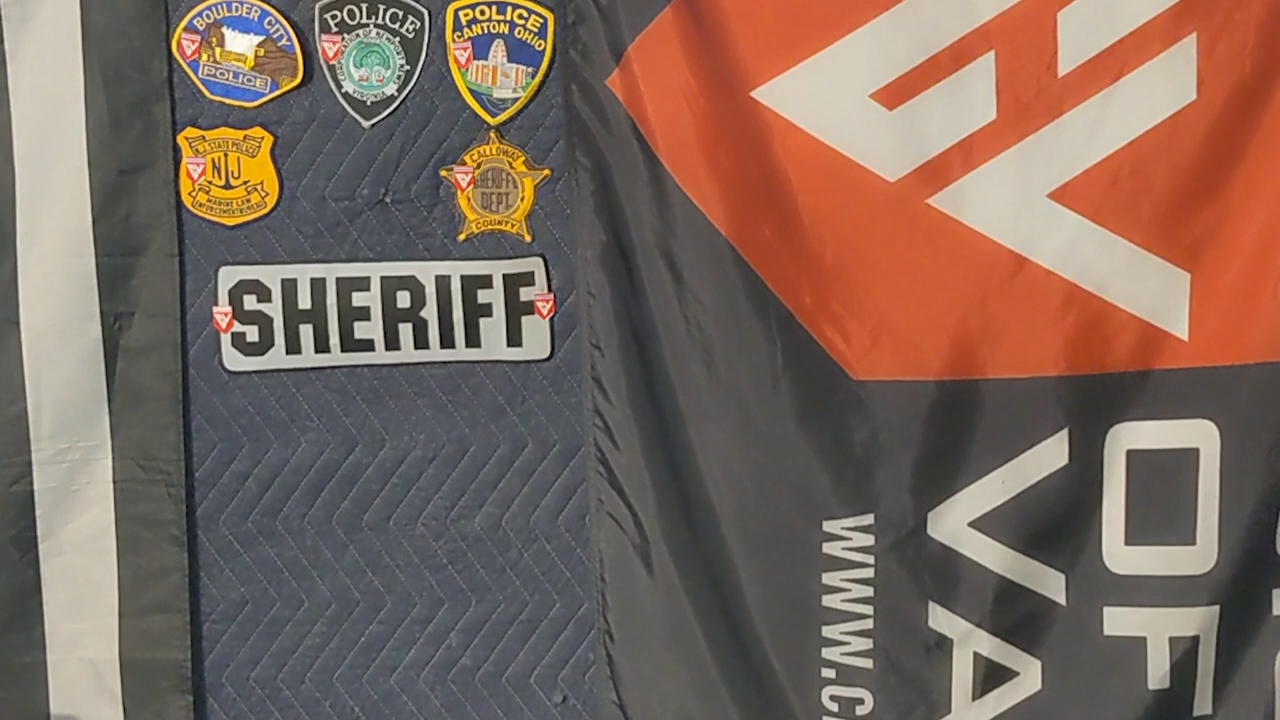 BOULDER CITY
POLICE
POLICE
VIRGINIA
POLICE
CANTON OHIO
N.J. STATE POLICE
NJ
MARINE LAW
ENFORCEMENT BUREAU
CALLOWAY
SHERIFF'S
DEPT.
COUNTY
SHERIFF
OF
VA
WWW.C